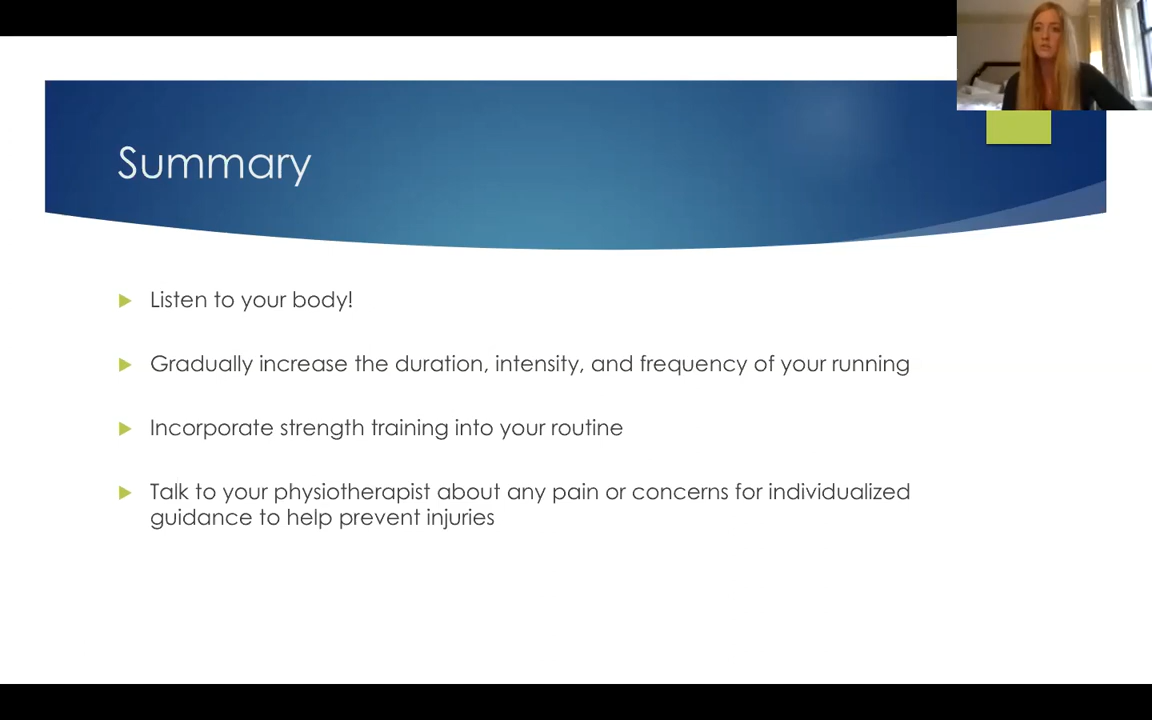 Summary
Listen to your body!
Gradually increase the duration, intensity, and frequency of your running
Incorporate strength training into your routine
Talk to your physiotherapist about any pain or concerns for individualized
guidance to help prevent injuries